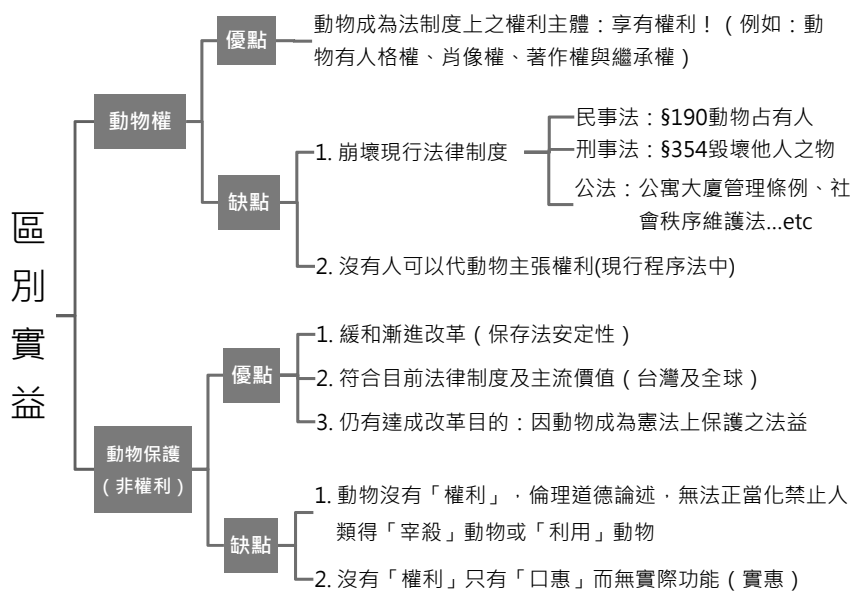 區別實益
動物權
優點
動物成為法制度上之權利主體：享有權利！（例如：動
物有人格權、肖像權、著作權與繼承權）
缺點
1. 崩壞現行法律制度
民事法：§190動物占有人
刑事法：§354毀壞他人之物
公法：公寓大廈管理條例、社
會秩序維護法...etc
2. 沒有人可以代動物主張權利(現行程序法中)
動物保護
（非權利）
優點
1. 緩和漸進改革（保存法安定性）
2. 符合目前法律制度及主流價值（台灣及全球）
3. 仍有達成改革目的：因動物成為憲法上保護之法益
缺點
1. 動物沒有「權利」，倫理道德論述，無法正當化禁止人
類得「宰殺」動物或「利用」動物
2. 沒有「權利」只有「口惠」而無實際功能（實惠）